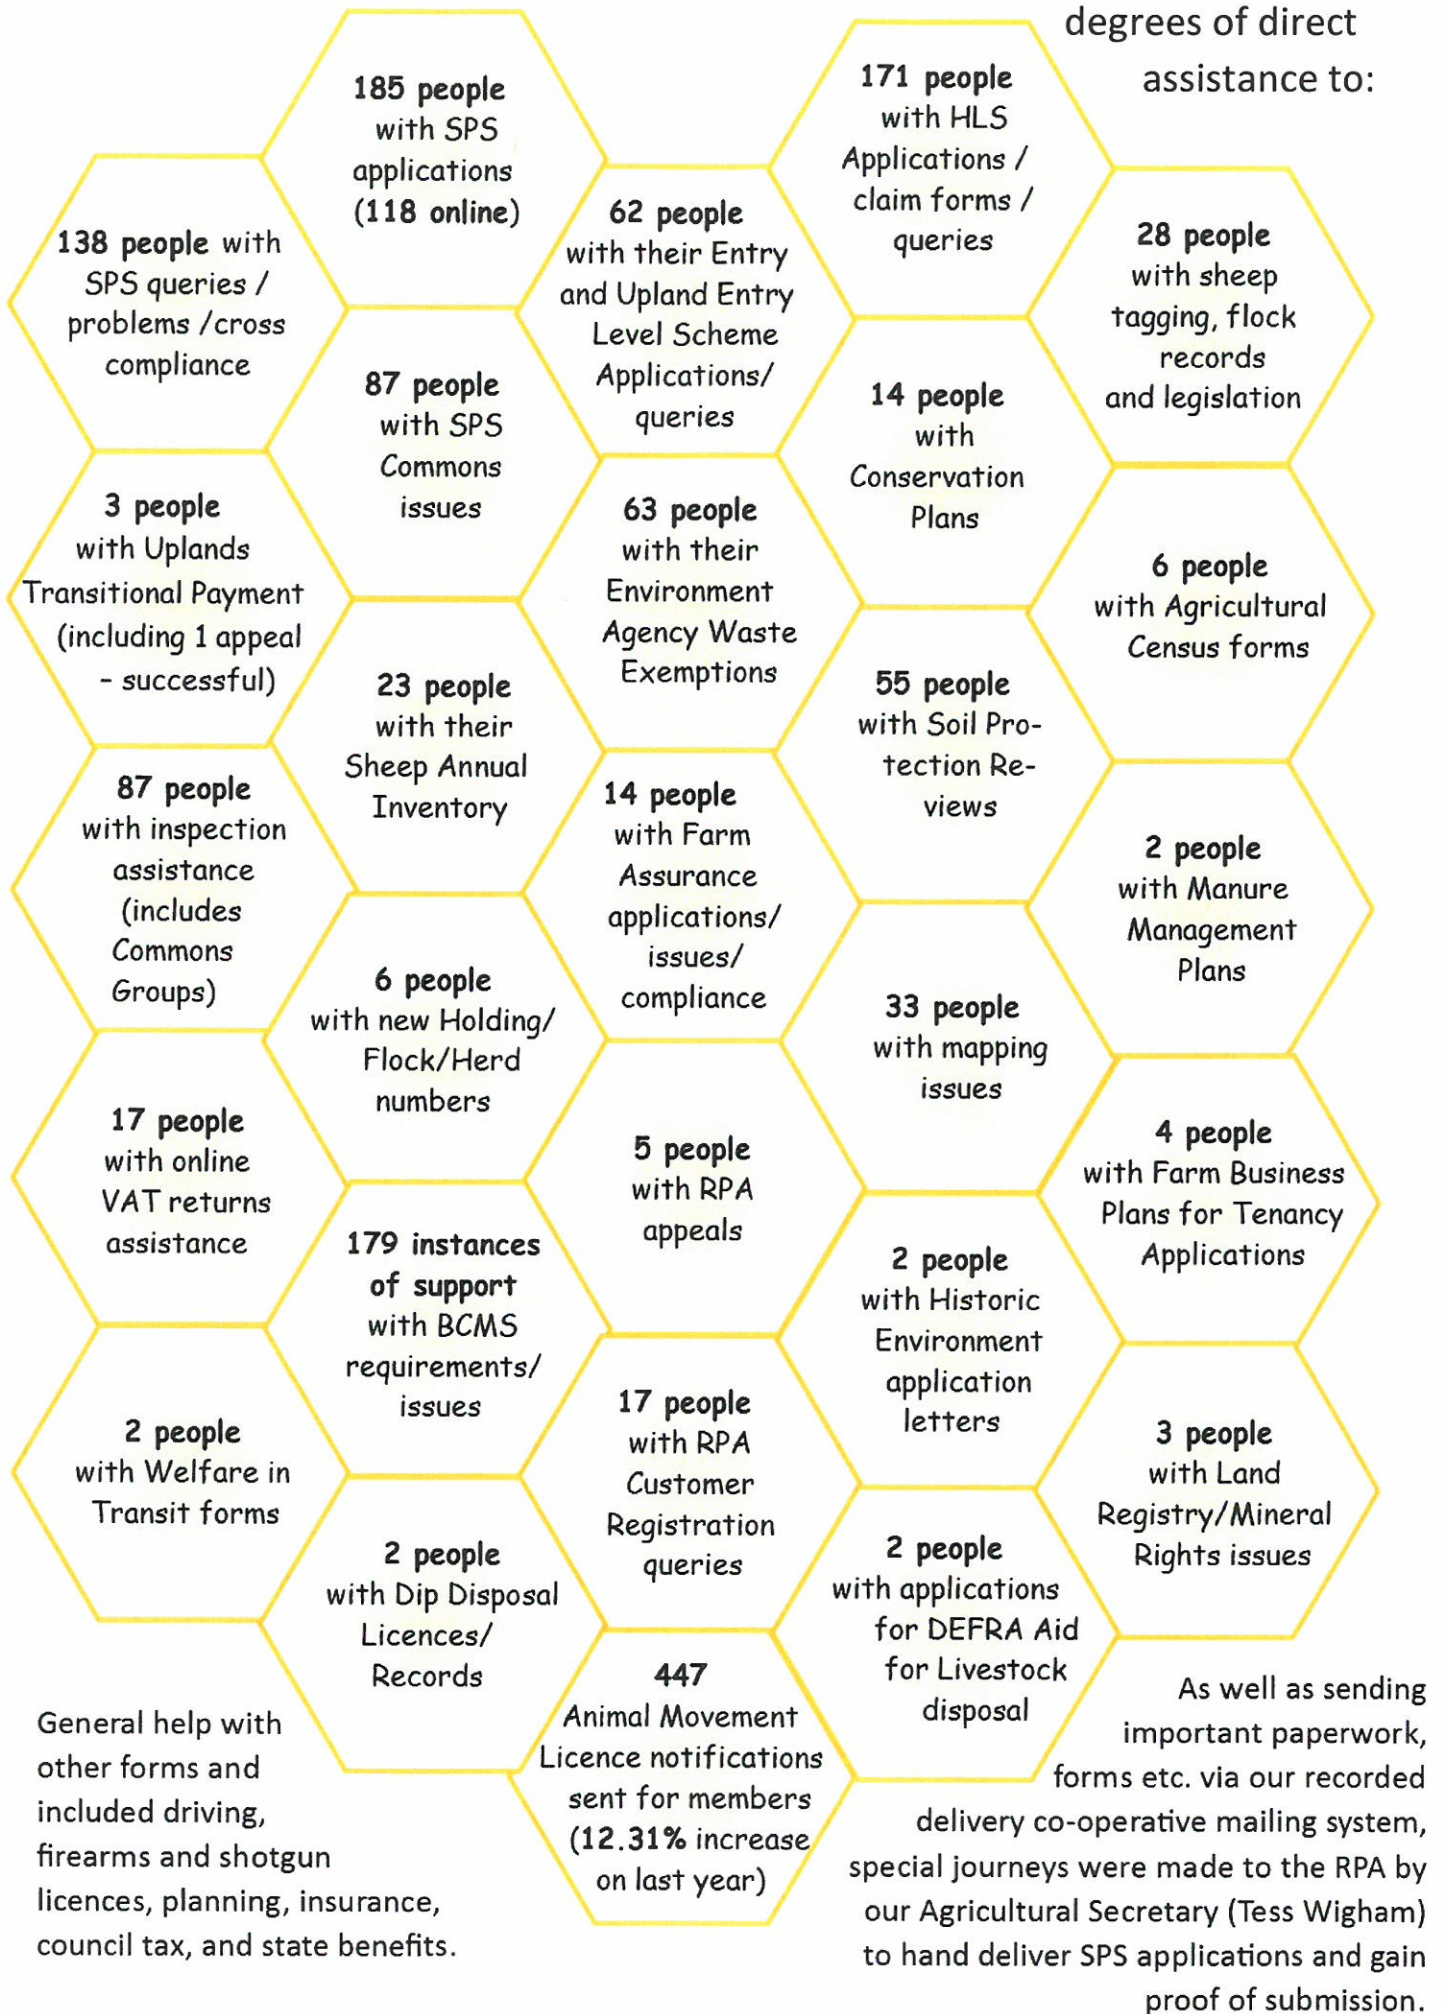 degrees of direct
assistance to:
185 people
with SPS
applications
(118 online)
171 people
with HLS
Applications /
claim forms /
queries
138 people with
SPS queries /
problems /cross
compliance
62 people
with their Entry
and Upland Entry
Level Scheme
Applications/
queries
28 people
with sheep
tagging, flock
records
and legislation
87 people
with SPS
Commons
issues
14 people
with
Conservation
Plans
3 people
with Uplands
Transitional Payment
(including 1 appeal
- successful)
63 people
with their
Environment
Agency Waste
Exemptions
6 people
with Agricultural
Census forms
23 people
with their
Sheep Annual
Inventory
55 people
with Soil Pro-
tection Re-
views
87 people
with inspection
assistance
(includes
Commons
Groups)
14 people
with Farm
Assurance
applications/
issues/
compliance
2 people
with Manure
Management
Plans
6 people
with new Holding/
Flock/Herd
numbers
33 people
with mapping
issues
17 people
with online
VAT returns
assistance
5 people
with RPA
appeals
4 people
with Farm Business
Plans for Tenancy
Applications
179 instances
of support
with BCMS
requirements/
issues
2 people
with Historic
Environment
application
letters
2 people
with Welfare in
Transit forms
17 people
with RPA
Customer
Registration
queries
3 people
with Land
Registry/Mineral
Rights issues
2 people
with Dip Disposal
Licences/
Records
2 people
with applications
for DEFRA Aid
for Livestock
disposal
447
Animal Movement
Licence notifications
sent for members
(12.31% increase
on last year)
General help with
other forms and
included driving,
firearms and shotgun
licences, planning, insurance,
council tax, and state benefits.
As well as sending
important paperwork,
forms etc. via our recorded
delivery co-operative mailing system,
special journeys were made to the RPA by
our Agricultural Secretary (Tess Wigham)
to hand deliver SPS applications and gain
proof of submission.